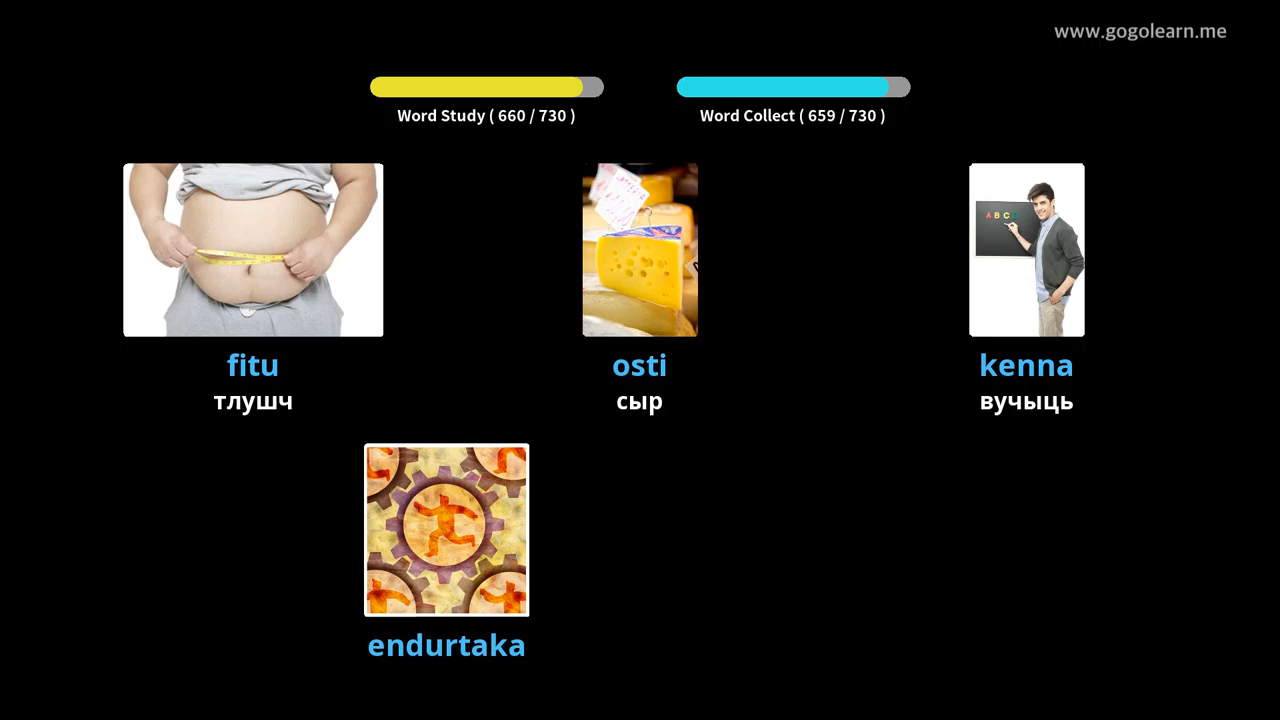 www.gogolearn.me
Word Study ( 660 / 730 )
Word Collect ( 659 / 730 )
fitu
тлушч
osti
сыр
kenna
вучыць
A B C D
endurtaka